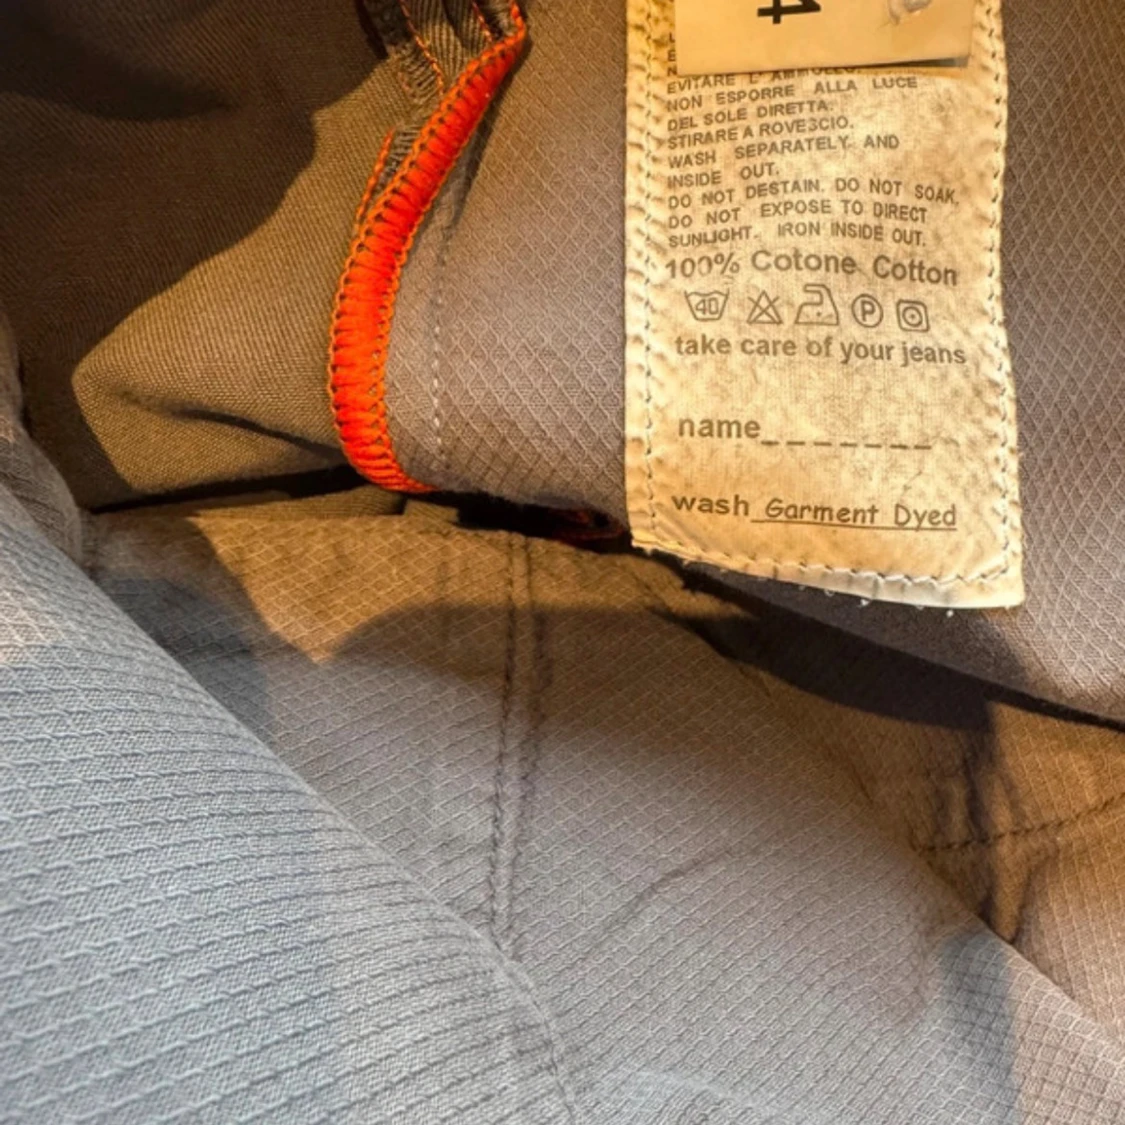 4
EVITARE L' AMMOLLO.
NON ESPORRE ALLA LUCE
DEL SOLE DIRETTA.
STIRARE A ROVESCIO.
WASH SEPARATELY AND
INSIDE OUT.
DO NOT DESTAIN. DO NOT SOAK.
DO NOT EXPOSE TO DIRECT
SUNLIGHT. IRON INSIDE OUT.
100% Cotone Cotton
40 P
take care of your jeans
name_______
wash Garment Dyed